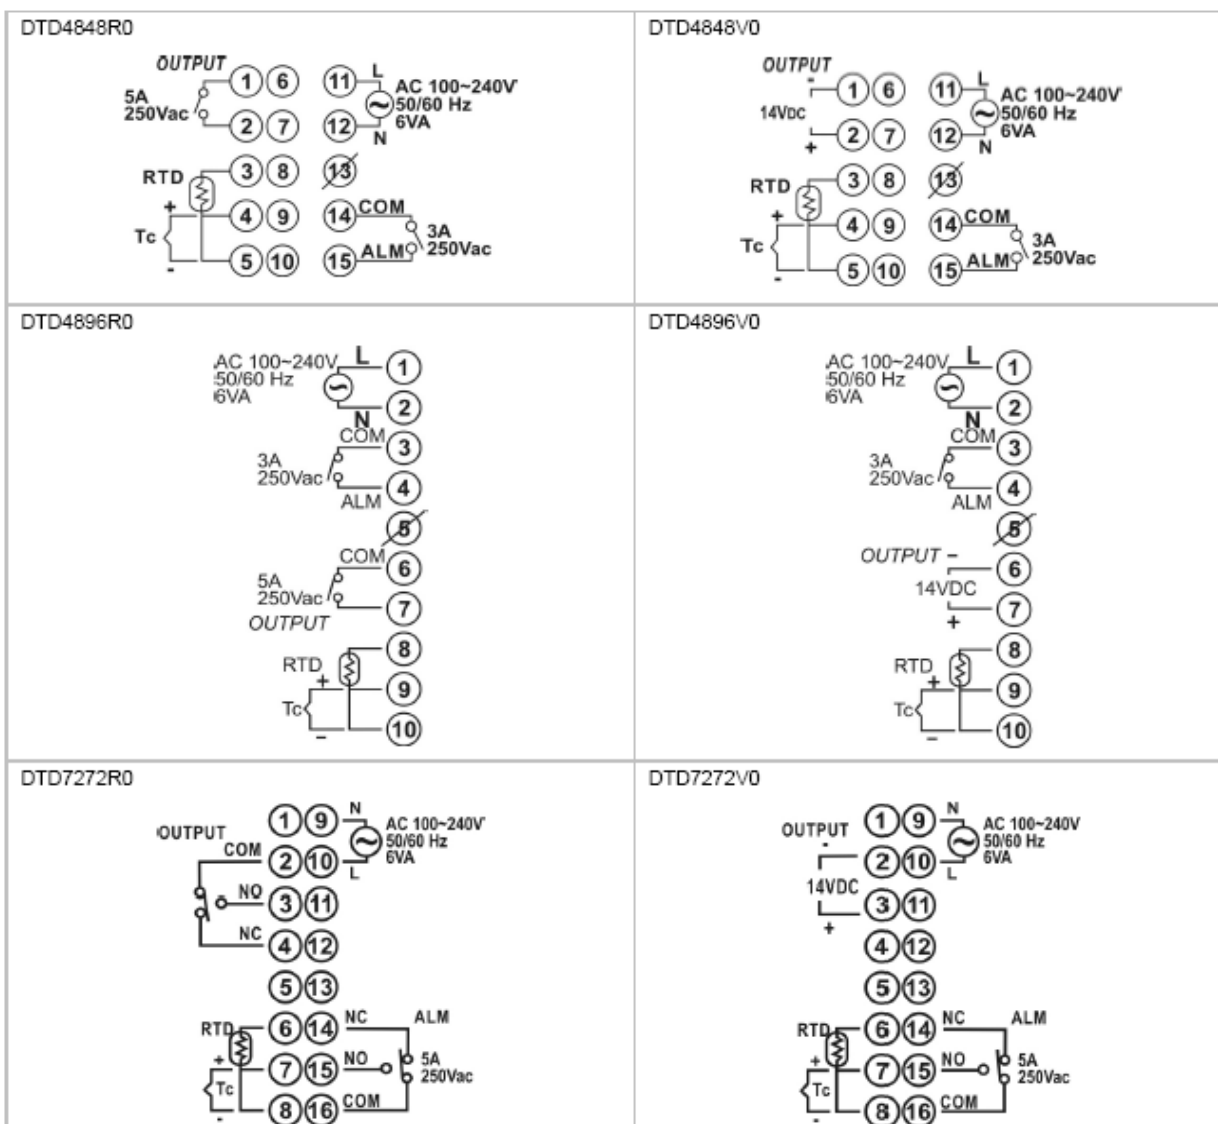 DTD4848R0
OUTPUT
5A
250Vac
1 6
2 7
RTD
3 8
+
Tc
4 9
-
5 10
11 L
AC 100~240V
50/60 Hz
6VA
12 N
13
14 COM
3A
250Vac
15 ALM
DTD4848V0
OUTPUT
-
14VDC
+
1 6
2 7
RTD
3 8
+
Tc
4 9
-
5 10
11 L
AC 100~240V
50/60 Hz
6VA
12 N
13
14 COM
3A
250Vac
15 ALM
DTD4896R0
AC 100~240V
50/60 Hz
6VA
L 1
N 2
COM 3
3A
250Vac
ALM 4
5
COM 6
5A
250Vac
7
OUTPUT
RTD
8
+
9
Tc
-
10
DTD4896V0
AC 100~240V
50/60 Hz
6VA
L 1
N 2
COM 3
3A
250Vac
ALM 4
5
OUTPUT -
6
14VDC
7
+
RTD
8
+
9
Tc
-
10
DTD7272R0
OUTPUT
1 9 N
AC 100~240V
50/60 Hz
6VA
COM 2 10 L
NO 3 11
NC 4 12
5 13
RTD 6 14 NC ALM
+ 7 15 NO 5A
250Vac
Tc
- 8 16 COM
DTD7272V0
OUTPUT
-
1 9 N
AC 100~240V
50/60 Hz
6VA
2 10 L
14VDC
3 11
+
4 12
5 13
RTD 6 14 NC ALM
+ 7 15 NO 5A
250Vac
Tc
- 8 16 COM